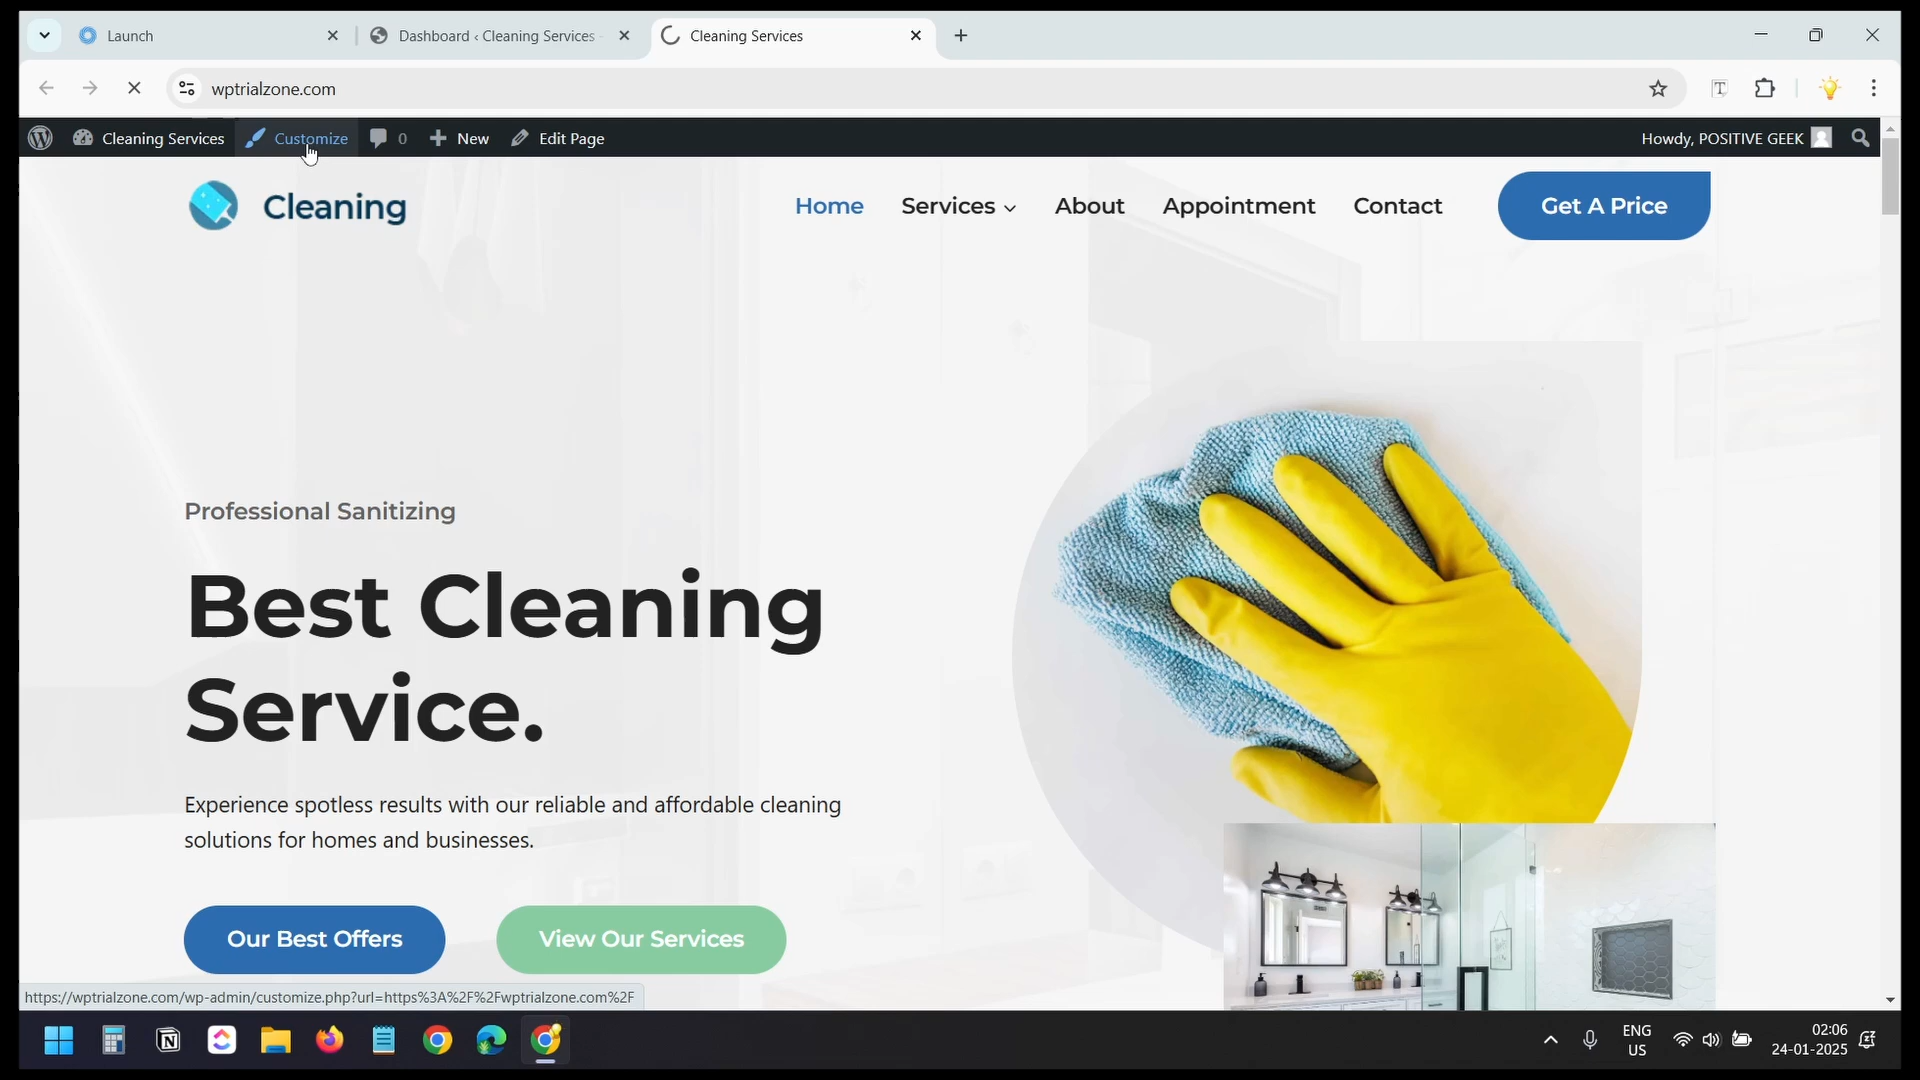 Launch
Dashboard ‹ Cleaning Services -
Cleaning Services
wptrialzone.com
Cleaning Services
Customize
0
New
Edit Page
Howdy, POSITIVE GEEK
Cleaning
Home
Services
About
Appointment
Contact
Get A Price
Professional Sanitizing
Best Cleaning
Service.
Experience spotless results with our reliable and affordable cleaning
solutions for homes and businesses.
Our Best Offers
View Our Services
https://wptrialzone.com/wp-admin/customize.php?url=https%3A%2F%2Fwptrialzone.com%2F
ENG
US
02:06
24-01-2025